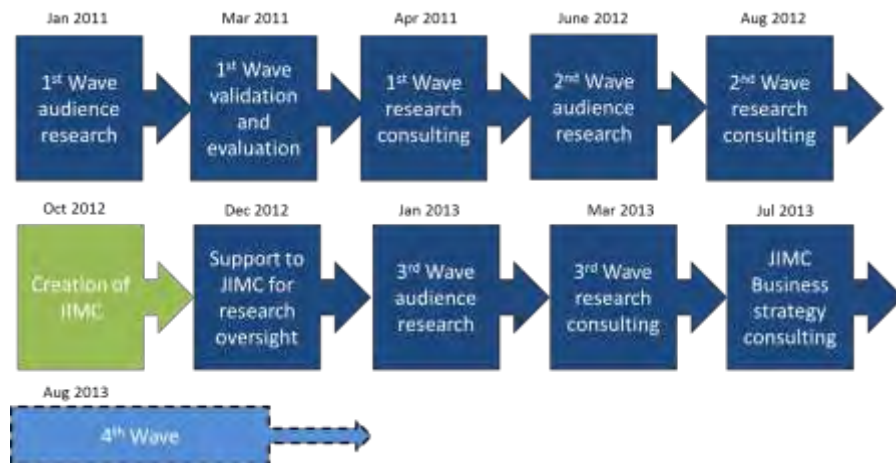 Jan 2011
Mar 2011
Apr 2011
June 2012
Aug 2012
1st Wave
audience
research
1st Wave
validation
and
evaluation
1st Wave
research
consulting
2nd Wave
audience
research
2nd Wave
research
consulting
Oct 2012
Dec 2012
Jan 2013
Mar 2013
Jul 2013
Creation of
JIMC
Support to
JIMC for
research
oversight
3rd Wave
audience
research
3rd Wave
research
consulting
JIMC
Business
strategy
consulting
Aug 2013
4th Wave